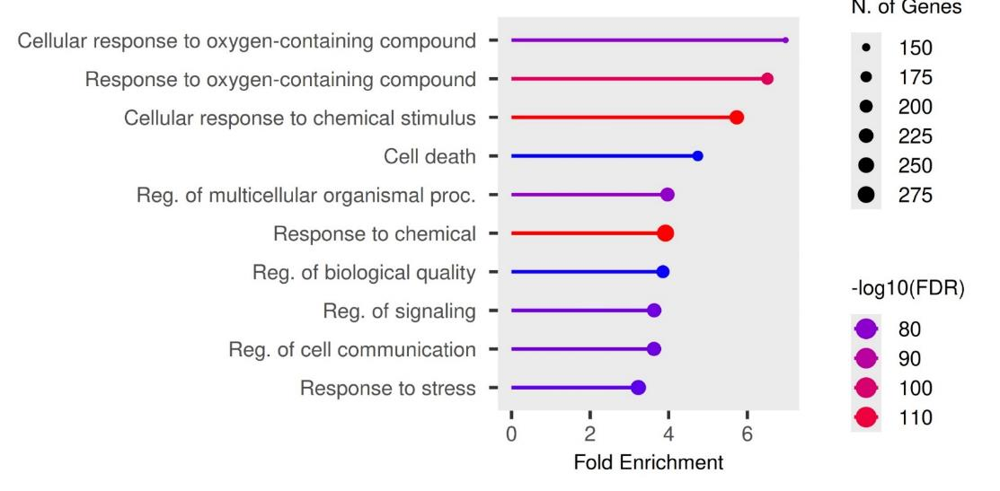 Cellular response to oxygen-containing compound
Response to oxygen-containing compound
Cellular response to chemical stimulus
Cell death
Reg. of multicellular organismal proc.
Response to chemical
Reg. of biological quality
Reg. of signaling
Reg. of cell communication
Response to stress
0 2 4 6
Fold Enrichment
N. of Genes
150
175
200
225
250
275
-log10(FDR)
80
90
100
110